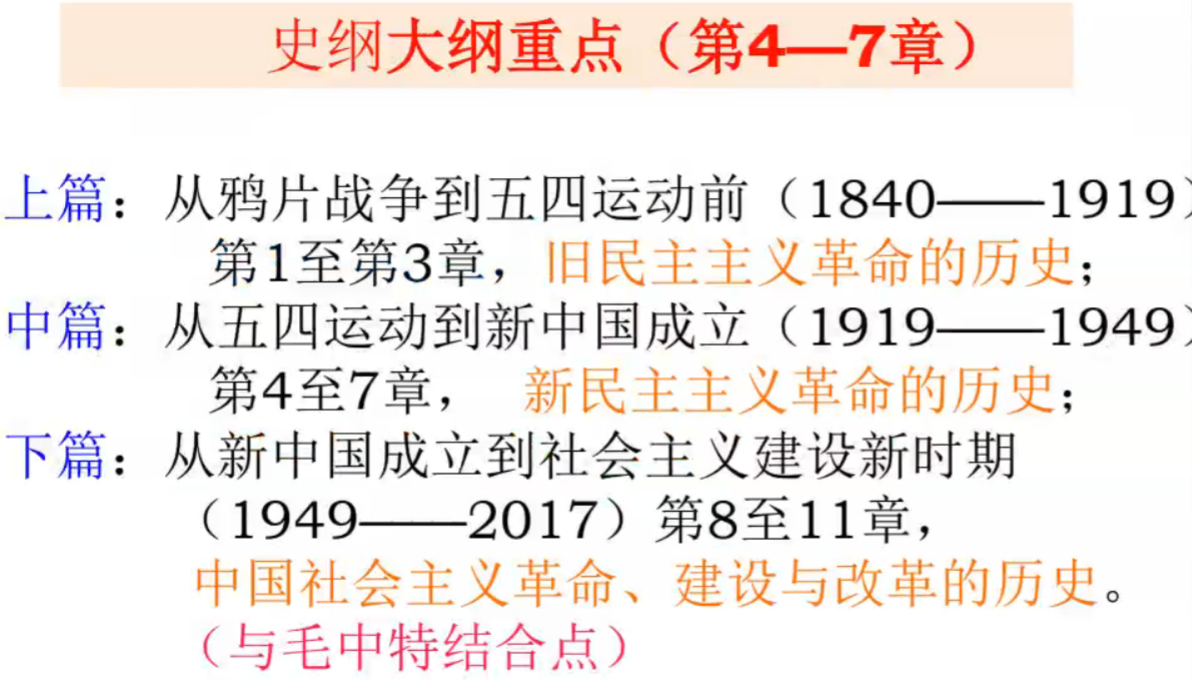 史纲大纲重点（第4—7章）
上篇：从鸦片战争到五四运动前（1840——1919）
第1至第3章，旧民主主义革命的历史；
中篇：从五四运动到新中国成立（1919——1949）
第4至7章， 新民主主义革命的历史；
下篇：从新中国成立到社会主义建设新时期
（1949——2017）第8至11章，
中国社会主义革命、建设与改革的历史。
（与毛中特结合点）